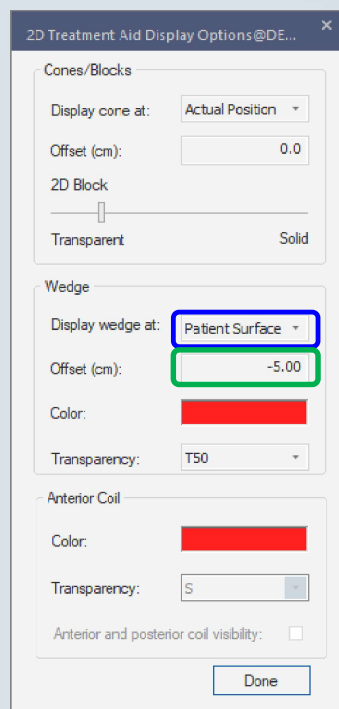 2D Treatment Aid Display Options@DE...
Cones/Blocks
Display cone at: Actual Position
Offset (cm): 0.0
2D Block
Transparent Solid
Wedge
Display wedge at: Patient Surface
Offset (cm): -5.00
Color:
Transparency: T50
Anterior Coil
Color:
Transparency: S
Anterior and posterior coil visibility:
Done